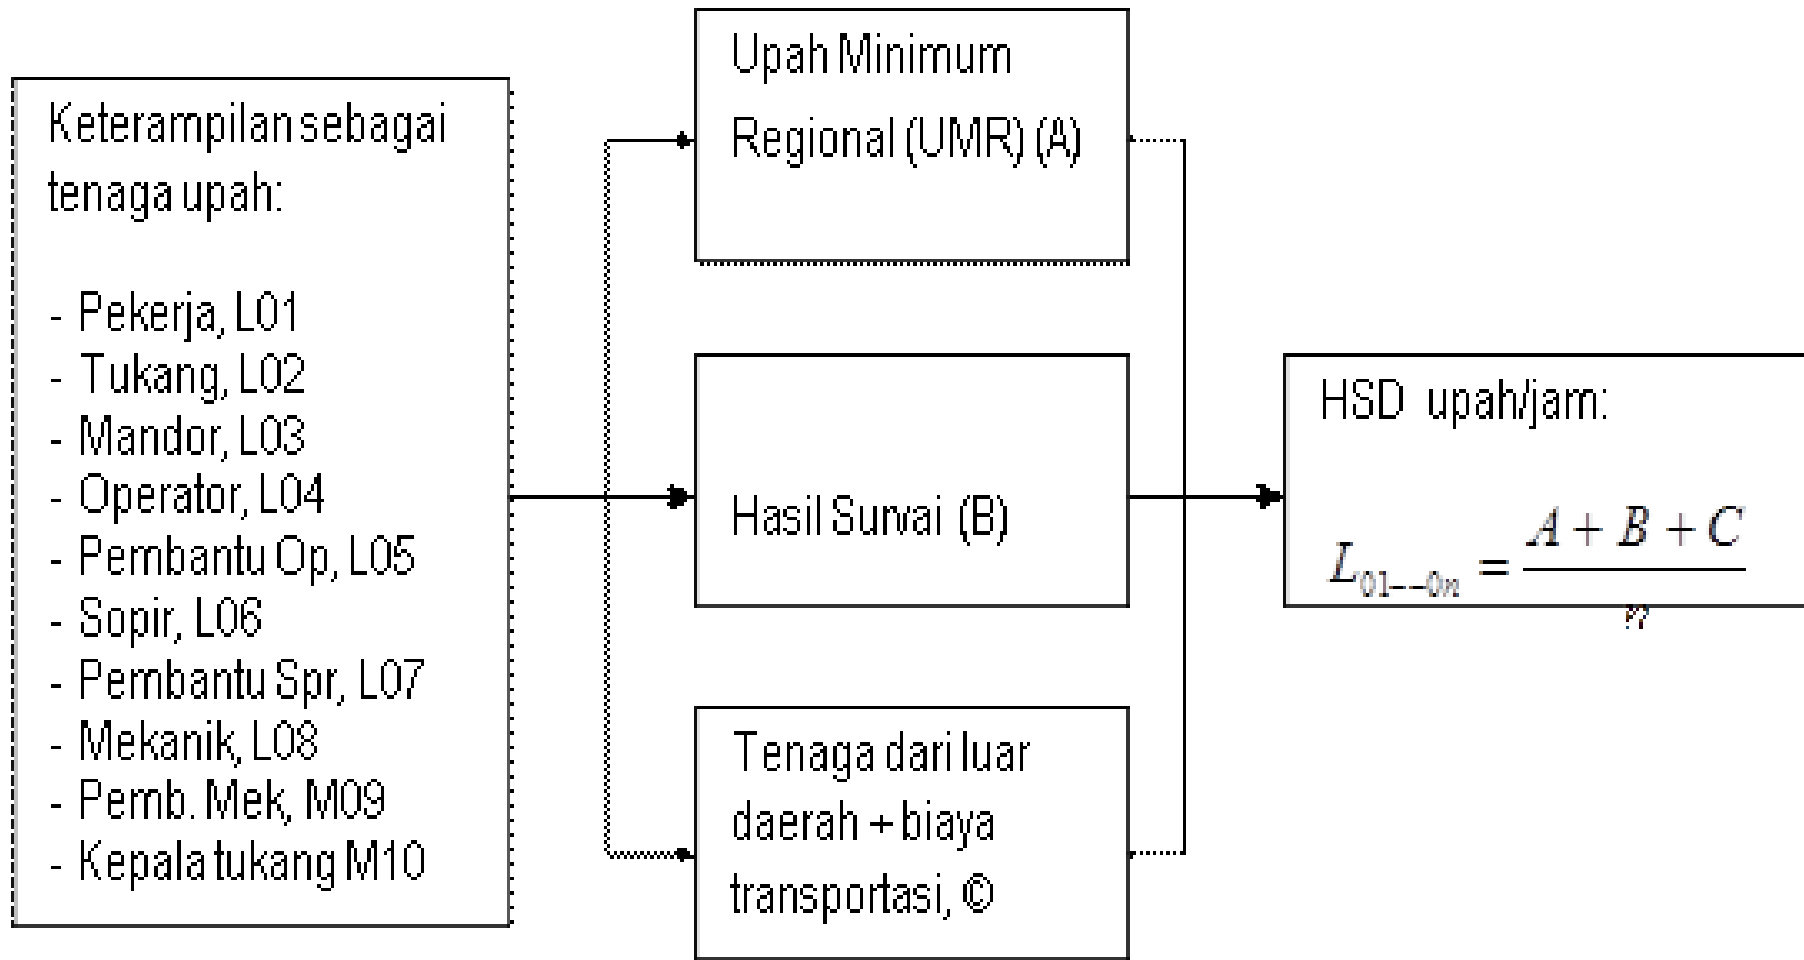 Keterampilan sebagai
tenaga upah:
- Pekerja, L01
- Tukang, L02
- Mandor, L03
- Operator, L04
- Pembantu Op, L05
- Sopir, L06
- Pembantu Spr, L07
- Mekanik, L08
- Pemb. Mek, M09
- Kepala tukang M10
Upah Minimum
Regional (UMR) (A)
Hasil Survai (B)
Tenaga dari luar
daerah + biaya
transportasi, ©
HSD upah/jam:
A + B + C
L01--0n =
n